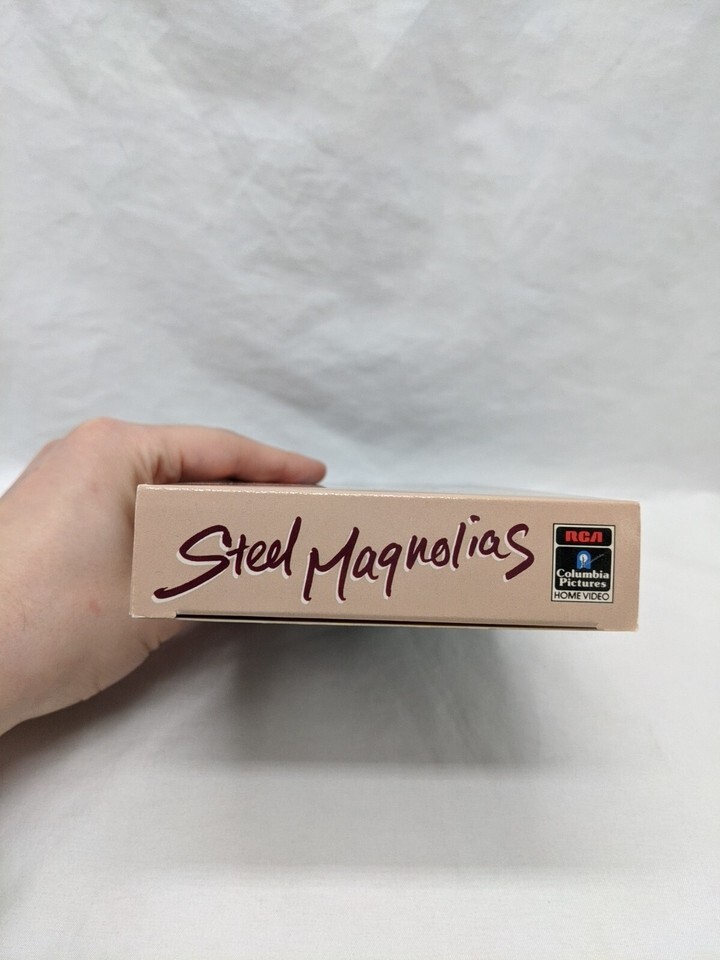 Steel Magnolias
RCA
Columbia
Pictures
HOME VIDEO